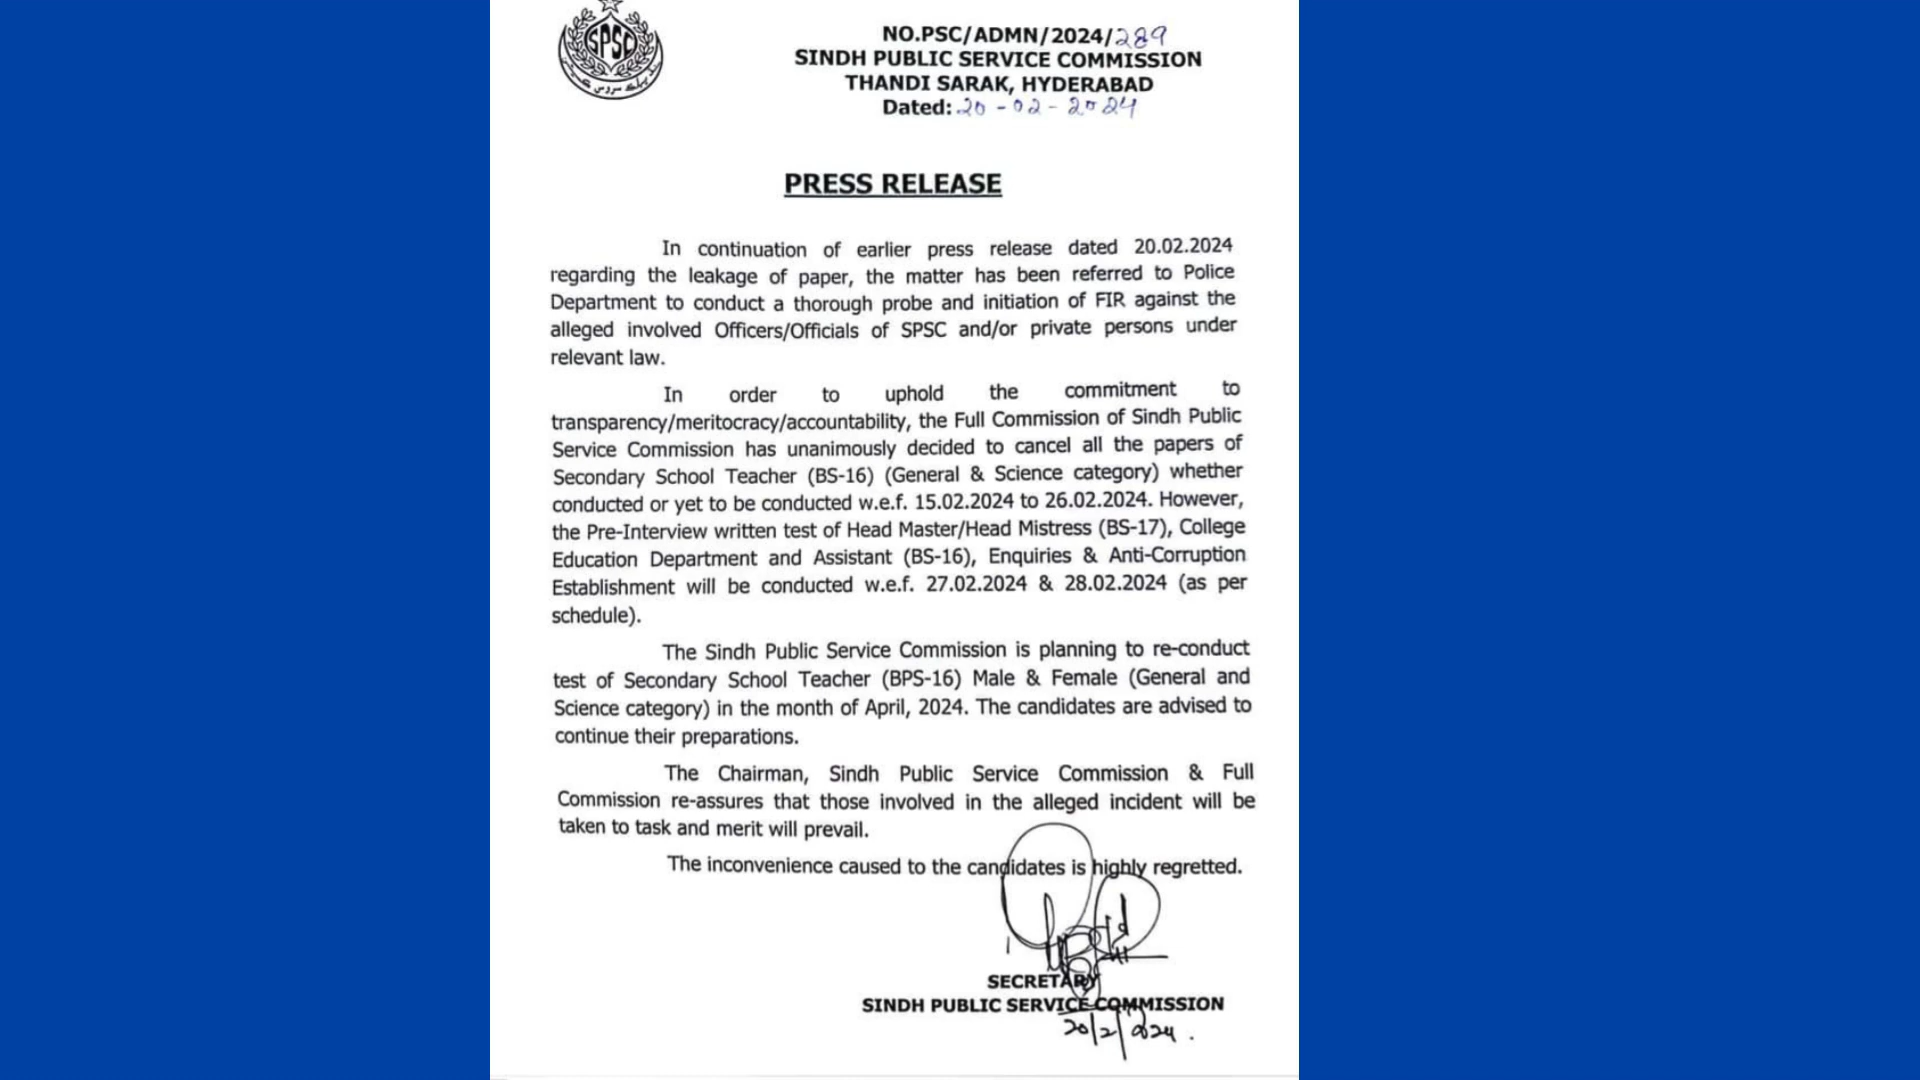 SPSC
NO.PSC/ADMN/2024/289
SINDH PUBLIC SERVICE COMMISSION
THANDI SARAK, HYDERABAD
Dated: 20-02-2024
PRESS RELEASE
In continuation of earlier press release dated 20.02.2024
regarding the leakage of paper, the matter has been referred to Police
Department to conduct a thorough probe and initiation of FIR against the
alleged involved Officers/Officials of SPSC and/or private persons under
relevant law.
In order to uphold the commitment to
transparency/meritocracy/accountability, the Full Commission of Sindh Public
Service Commission has unanimously decided to cancel all the papers of
Secondary School Teacher (BS-16) (General & Science category) whether
conducted or yet to be conducted w.e.f. 15.02.2024 to 26.02.2024. However,
the Pre-Interview written test of Head Master/Head Mistress (BS-17), College
Education Department and Assistant (BS-16), Enquiries & Anti-Corruption
Establishment will be conducted w.e.f. 27.02.2024 & 28.02.2024 (as per
schedule).
The Sindh Public Service Commission is planning to re-conduct
test of Secondary School Teacher (BPS-16) Male & Female (General and
Science category) in the month of April, 2024. The candidates are advised to
continue their preparations.
The Chairman, Sindh Public Service Commission & Full
Commission re-assures that those involved in the alleged incident will be
taken to task and merit will prevail.
The inconvenience caused to the candidates is highly regretted.
SECRETARY
SINDH PUBLIC SERVICE COMMISSION
20/2/2024.